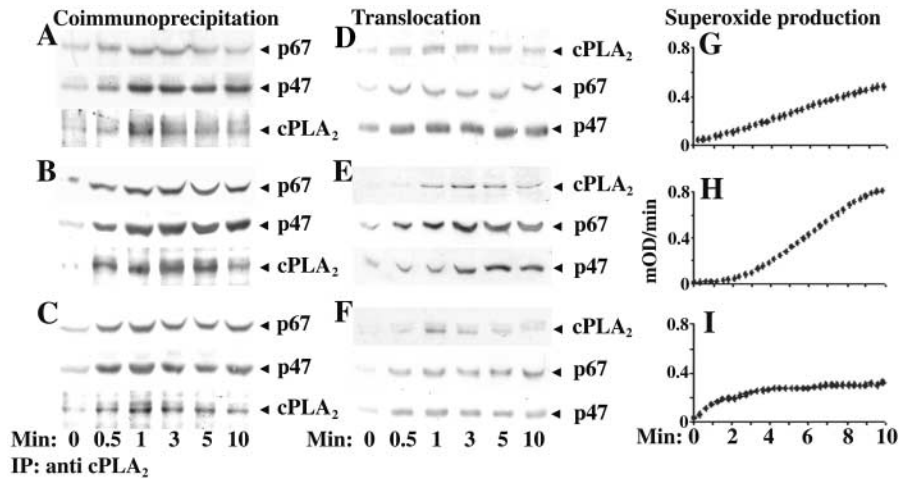 Coimmunoprecipitation
Translocation
Superoxide production
A
◄ p67
◄ p47
◄ cPLA₂
B
◄ p67
◄ p47
◄ cPLA₂
C
◄ p67
◄ p47
◄ cPLA₂
Min: 0 0.5 1 3 5 10
IP: anti cPLA₂
D
◄ cPLA₂
◄ p67
◄ p47
E
◄ cPLA₂
◄ p67
◄ p47
F
◄ cPLA₂
◄ p67
◄ p47
Min: 0 0.5 1 3 5 10
G
0.8
0.4
0
H
0.8
0.4
0
mOD/min
I
0.8
0.4
0
Min: 0 2 4 6 8 10